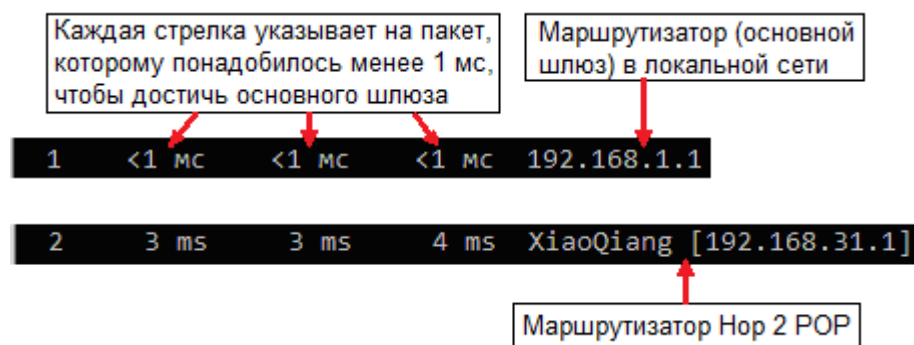 Каждая стрелка указывает на пакет,
которому понадобилось менее 1 мс,
чтобы достичь основного шлюза
Маршрутизатор (основной
шлюз) в локальной сети
1 <1 мс <1 мс <1 мс 192.168.1.1
2 3 ms 3 ms 4 ms XiaoQiang [192.168.31.1]
Маршрутизатор Hop 2 POP